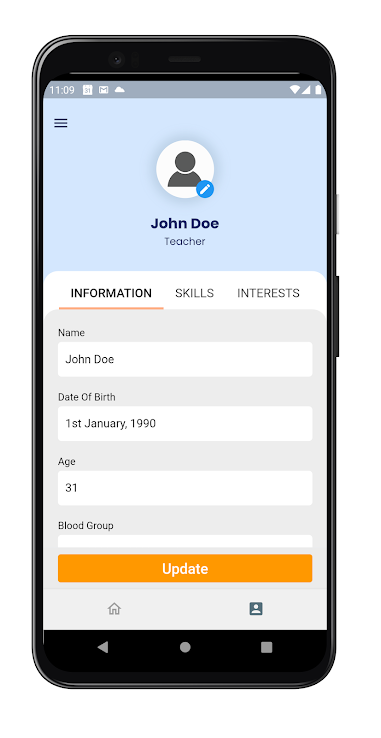 11:09
31
John Doe
Teacher
INFORMATION SKILLS INTERESTS
Name
John Doe
Date Of Birth
1st January, 1990
Age
31
Blood Group
Update